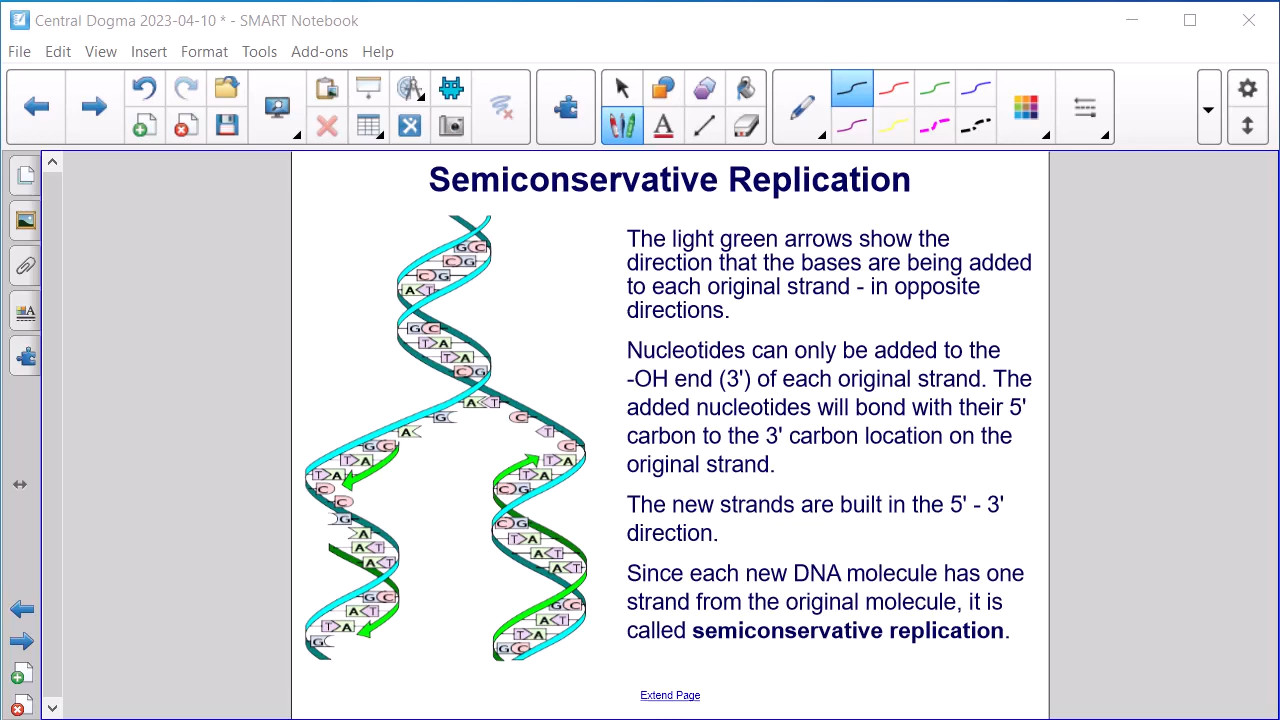 Central Dogma 2023-04-10 * - SMART Notebook
File Edit View Insert Format Tools Add-ons Help
Semiconservative Replication
The light green arrows show the
direction that the bases are being added
to each original strand - in opposite
directions.
Nucleotides can only be added to the
-OH end (3') of each original strand. The
added nucleotides will bond with their 5'
carbon to the 3' carbon location on the
original strand.
The new strands are built in the 5' - 3'
direction.
Since each new DNA molecule has one
strand from the original molecule, it is
called semiconservative replication.
G C
C G
C G
A T
G C
T A
T A
C G
A T
G C
A T
G C C
T A T A
T A T A
C C G
C
G C G
A T A
A T A T
A T A T
G C G C
A T A T
T A T A
G G C
Extend Page